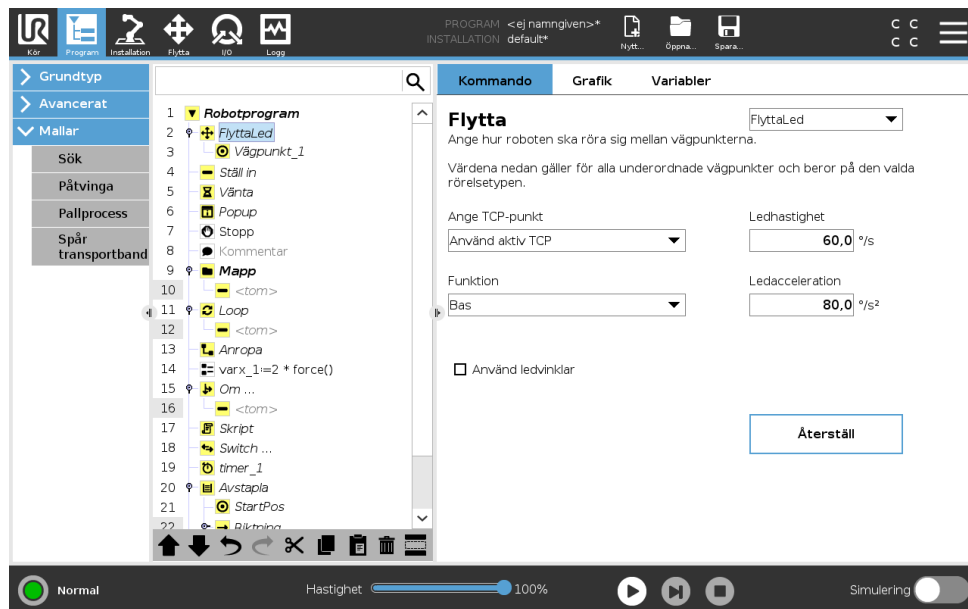 PROGRAM <ej namngiven>*
INSTALLATION default*
Kör
Program
Installation
Flytta
I/O
Logg
Nytt...
Öppna...
Spara...
C C
C C
Grundtyp
Avancerat
Mallar
Sök
Påtvinga
Pallprocess
Spår
transportband
1 Robotprogram
2 FlyttaLed
3 Vägpunkt_1
4 Ställ in
5 Vänta
6 Popup
7 Stopp
8 Kommentar
9 Mapp
10 <tom>
11 Loop
12 <tom>
13 Anropa
14 varx_1:=2 * force()
15 Om ...
16 <tom>
17 Skript
18 Switch ...
19 timer_1
20 Avstapla
21 StartPos
22 Riktning
Kommando
Grafik
Variabler
Flytta
FlyttaLed
Ange hur roboten ska röra sig mellan vägpunkterna.
Värdena nedan gäller för alla underordnade vägpunkter och beror på den valda
rörelsetypen.
Ange TCP-punkt
Ledhastighet
Använd aktiv TCP
60,0 °/s
Funktion
Ledacceleration
Bas
80,0 °/s²
Använd ledvinklar
Återställ
Normal
Hastighet
100%
Simulering